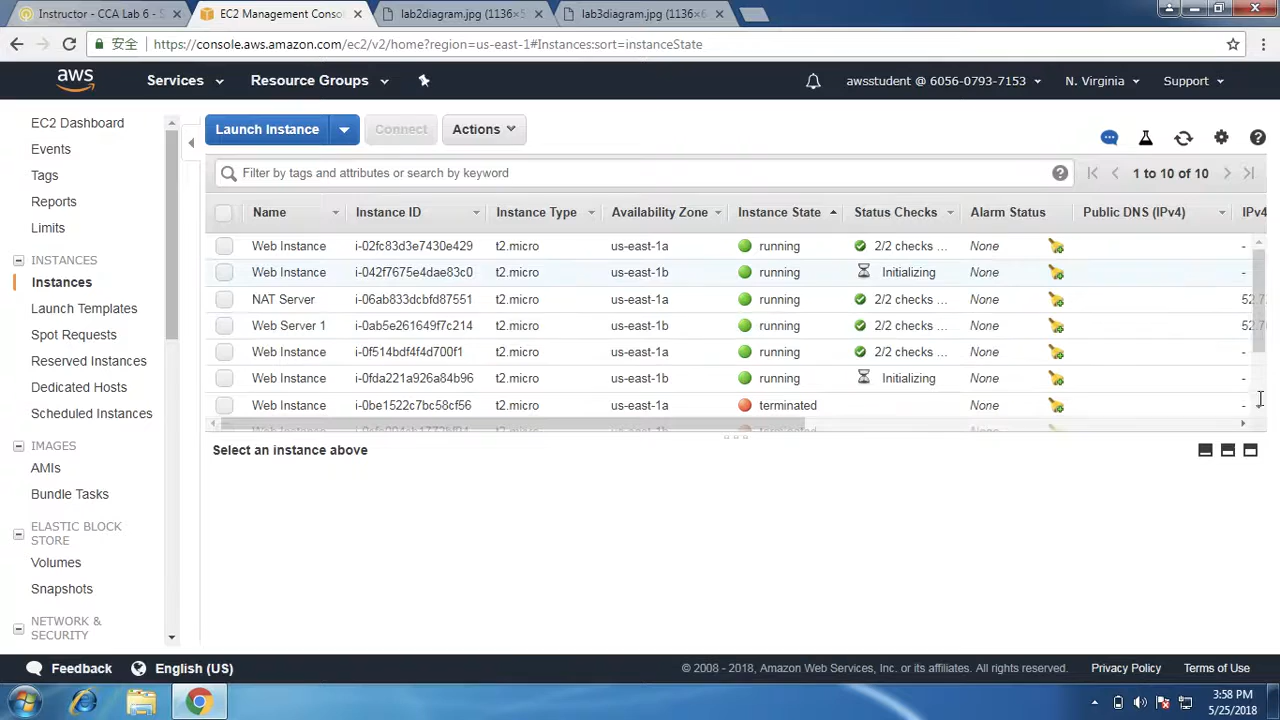 Instructor - CCA Lab 6 - S
EC2 Management Conso
lab2diagram.jpg (1136×5
lab3diagram.jpg (1136×6
安全 https://console.aws.amazon.com/ec2/v2/home?region=us-east-1#Instances:sort=instanceState
aws Services Resource Groups awsstudent @ 6056-0793-7153 N. Virginia Support
EC2 Dashboard
Events
Tags
Reports
Limits
INSTANCES
Instances
Launch Templates
Spot Requests
Reserved Instances
Dedicated Hosts
Scheduled Instances
IMAGES
AMIs
Bundle Tasks
ELASTIC BLOCK
STORE
Volumes
Snapshots
NETWORK &
SECURITY
Launch Instance Connect Actions
Filter by tags and attributes or search by keyword 1 to 10 of 10
Name Instance ID Instance Type Availability Zone Instance State Status Checks Alarm Status Public DNS (IPv4) IPv4
Web Instance i-02fc83d3e7430e429 t2.micro us-east-1a running 2/2 checks ... None -
Web Instance i-042f7675e4dae83c0 t2.micro us-east-1b running Initializing None -
NAT Server i-06ab833dcbfd87551 t2.micro us-east-1a running 2/2 checks ... None 52.7
Web Server 1 i-0ab5e261649f7c214 t2.micro us-east-1b running 2/2 checks ... None 52.70
Web Instance i-0f514bdf4f4d700f1 t2.micro us-east-1a running 2/2 checks ... None -
Web Instance i-0fda221a926a84b96 t2.micro us-east-1b running Initializing None -
Web Instance i-0be1522c7bc58cf56 t2.micro us-east-1a terminated None -
Select an instance above
Feedback English (US) © 2008 - 2018, Amazon Web Services, Inc. or its affiliates. All rights reserved. Privacy Policy Terms of Use
3:58 PM
5/25/2018